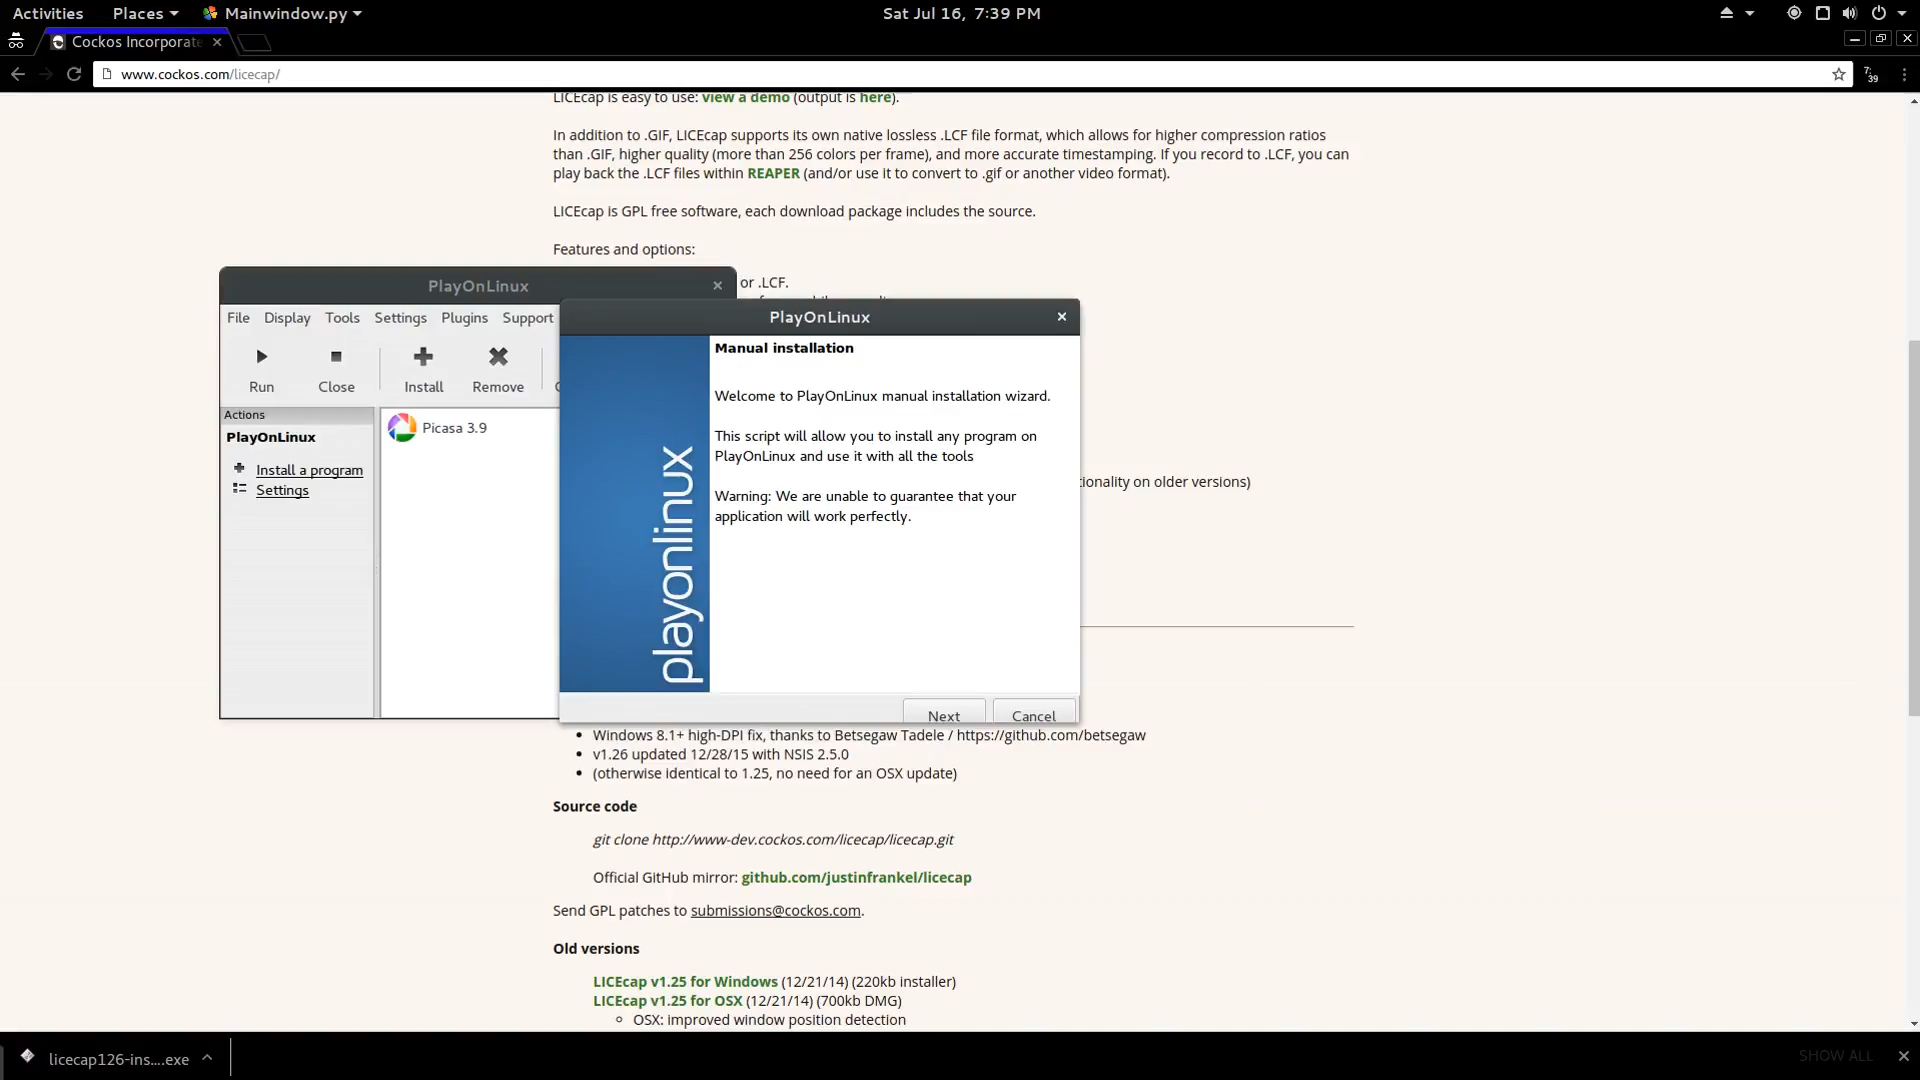 Activities Places Mainwindow.py Sat Jul 16, 7:39 PM
Cockos Incorporate
www.cockos.com/licecap/ 7: 39
LICEcap is easy to use: view a demo (output is here).
In addition to .GIF, LICEcap supports its own native lossless .LCF file format, which allows for higher compression ratios
than .GIF, higher quality (more than 256 colors per frame), and more accurate timestamping. If you record to .LCF, you can
play back the .LCF files within REAPER (and/or use it to convert to .gif or another video format).
LICEcap is GPL free software, each download package includes the source.
Features and options:
or .LCF.
PlayOnLinux
File Display Tools Settings Plugins Support
Run Close Install Remove
Actions
PlayOnLinux
Install a program
Settings
Picasa 3.9
PlayOnLinux
playonlinux
Manual installation
Welcome to PlayOnLinux manual installation wizard.
This script will allow you to install any program on
PlayOnLinux and use it with all the tools
Warning: We are unable to guarantee that your
application will work perfectly.
Next Cancel
tionality on older versions)
Windows 8.1+ high-DPI fix, thanks to Betsegaw Tadele / https://github.com/betsegaw
v1.26 updated 12/28/15 with NSIS 2.5.0
(otherwise identical to 1.25, no need for an OSX update)
Source code
git clone http://www-dev.cockos.com/licecap/licecap.git
Official GitHub mirror: github.com/justinfrankel/licecap
Send GPL patches to submissions@cockos.com.
Old versions
LICEcap v1.25 for Windows (12/21/14) (220kb installer)
LICEcap v1.25 for OSX (12/21/14) (700kb DMG)
OSX: improved window position detection
licecap126-ins....exe SHOW ALL